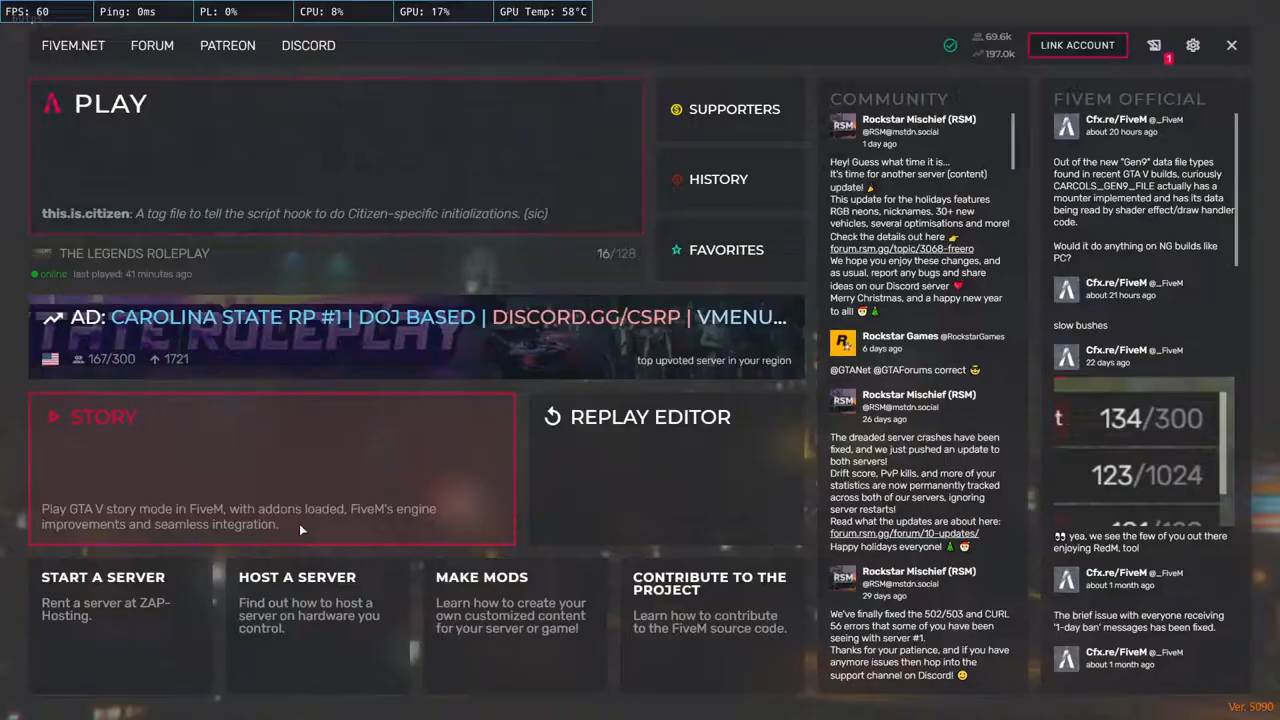 FPS: 60
Ping: 0ms
PL: 0%
CPU: 8%
GPU: 17%
GPU Temp: 58°C
FIVEM.NET
FORUM
PATREON
DISCORD
69.6k
197.0k
LINK ACCOUNT
1
PLAY
this.is.citizen: A tag file to tell the script hook to do Citizen-specific initializations. (sic)
THE LEGENDS ROLEPLAY
16/128
online last played: 41 minutes ago
SUPPORTERS
HISTORY
FAVORITES
AD: CAROLINA STATE RP #1 | DOJ BASED | DISCORD.GG/CSRP | VMENU...
167/300
1721
top upvoted server in your region
STORY
Play GTA V story mode in FiveM, with addons loaded, FiveM's engine
improvements and seamless integration.
REPLAY EDITOR
START A SERVER
Rent a server at ZAP-
Hosting.
HOST A SERVER
Find out how to host a
server on hardware you
control.
MAKE MODS
Learn how to create your
own customized content
for your server or game!
CONTRIBUTE TO THE
PROJECT
Learn how to contribute
to the FiveM source code.
COMMUNITY
RSM
Rockstar Mischief (RSM)
@RSM@mstdn.social
1 day ago
Hey! Guess what time it is...
It's time for another server (content)
update! 🎉
This update for the holidays features
RGB neons, nicknames, 30+ new
vehicles, several optimisations and more!
Check the details out here 👉
forum.rsm.gg/topic/3068-freero
We hope you enjoy these changes, and
as usual, report any bugs and share
ideas on our Discord server ❤️
Merry Christmas, and a happy new year
to all! 🎅🎄
Rockstar Games @RockstarGames
6 days ago
@GTANet @GTAForums correct 😎
RSM
Rockstar Mischief (RSM)
@RSM@mstdn.social
26 days ago
The dreaded server crashes have been
fixed, and we just pushed an update to
both servers!
Drift score, PvP kills, and more of your
statistics are now permanently tracked
across both of our servers, ignoring
server restarts!
Read what the updates are about here:
forum.rsm.gg/forum/10-updates/
Happy holidays everyone! 🎄🎅
RSM
Rockstar Mischief (RSM)
@RSM@mstdn.social
29 days ago
We've finally fixed the 502/503 and CURL
56 errors that some of you have been
seeing with server #1.
Thanks for your patience, and if you have
anymore issues then hop into the
support channel on Discord! 😊
FIVEM OFFICIAL
Cfx.re/FiveM @_FiveM
about 20 hours ago
Out of the new "Gen9" data file types
found in recent GTA V builds, curiously
CARCOLS_GEN9_FILE actually has a
mounter implemented and has its data
being read by shader effect/draw handler
code.
Would it do anything on NG builds like
PC?
Cfx.re/FiveM @_FiveM
about 21 hours ago
slow bushes
Cfx.re/FiveM @_FiveM
22 days ago
t 134/300
123/1024
yea, we see the few of you out there
enjoying RedM, too!
Cfx.re/FiveM @_FiveM
about 1 month ago
The brief issue with everyone receiving
'1-day ban' messages has been fixed.
Cfx.re/FiveM @_FiveM
about 1 month ago
Ver. 5090